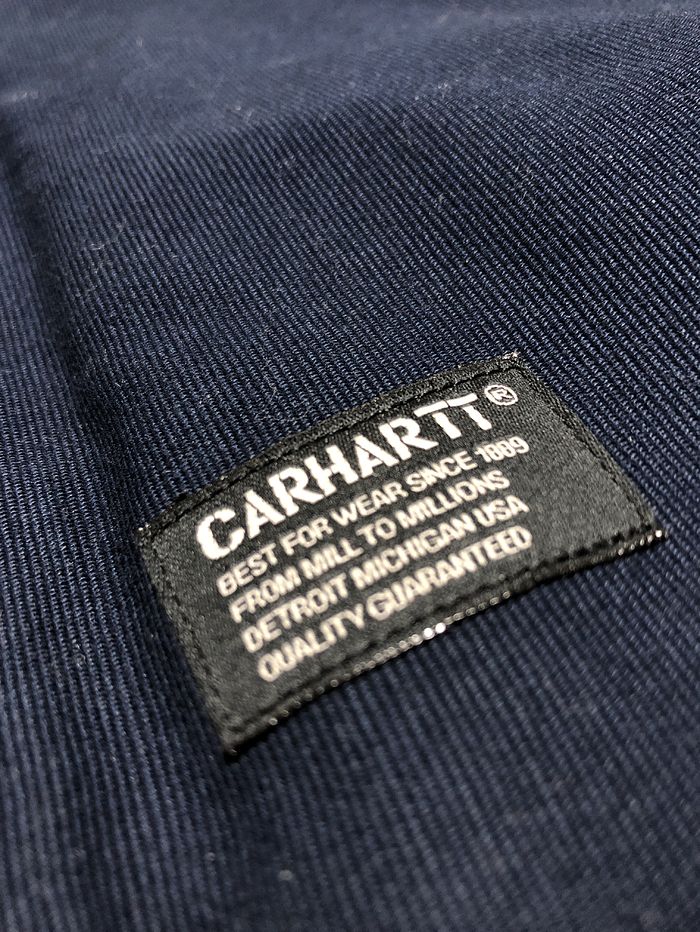 CARHARTT®
BEST FOR WEAR SINCE 1889
FROM MILL TO MILLIONS
DETROIT MICHIGAN USA
QUALITY GUARANTEED